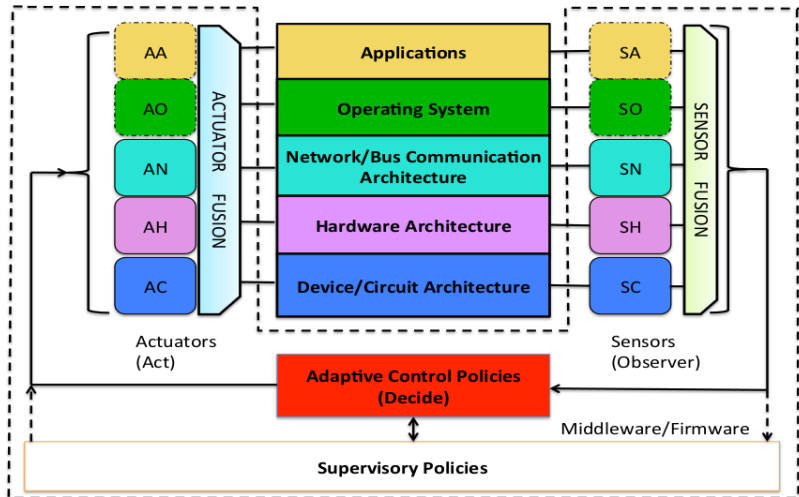 AA
Applications
SA
AO
Operating System
SO
AN
Network/Bus Communication
Architecture
SN
AH
Hardware Architecture
SH
AC
Device/Circuit Architecture
SC
ACTUATOR FUSION
SENSOR FUSION
Actuators
(Act)
Sensors
(Observer)
Adaptive Control Policies
(Decide)
Middleware/Firmware
Supervisory Policies